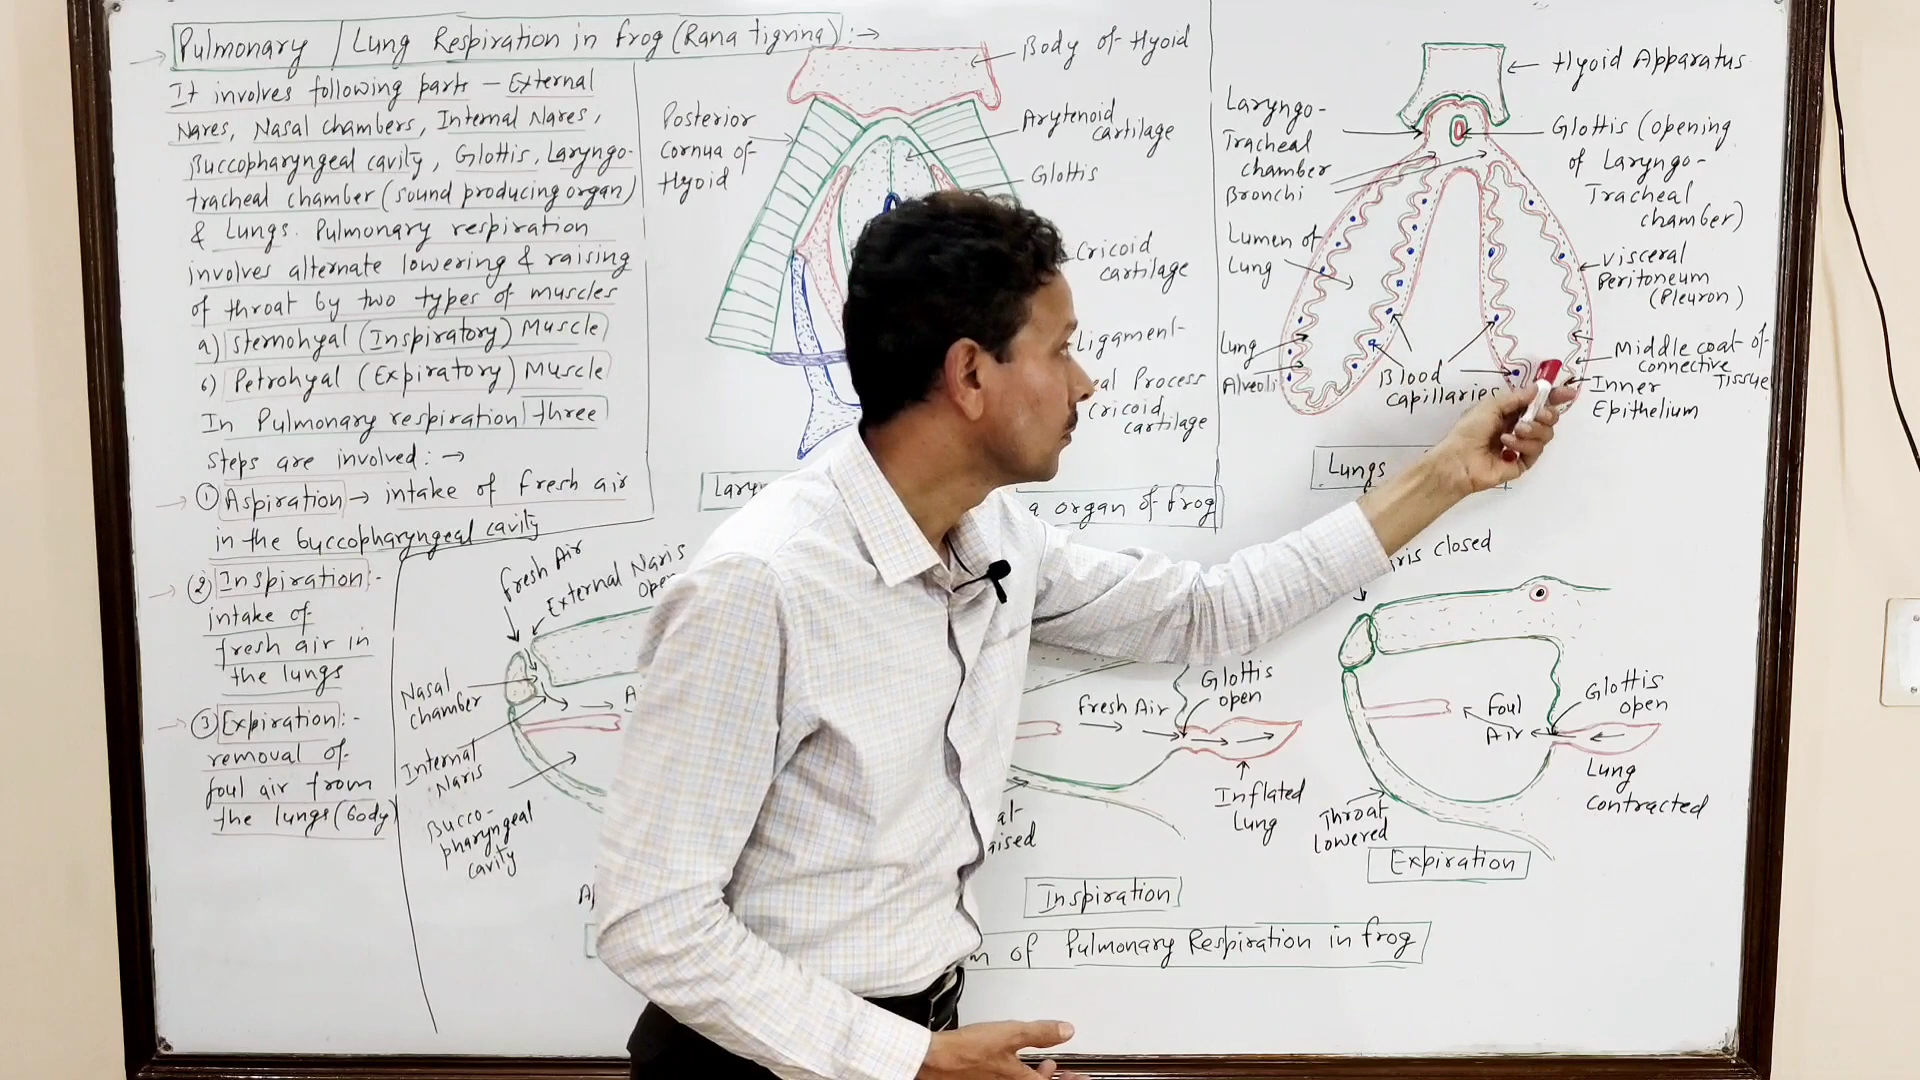 Pulmonary / Lung Respiration in frog (Rana tigrina) :→
It involves following parts – External
Nares, Nasal chambers, Internal Nares,
Buccopharyngeal cavity, Glottis, Laryngo-
tracheal chamber (sound producing organ)
& Lungs. Pulmonary respiration
involves alternate lowering & raising
of throat by two types of muscles
a) Sternohyal (Inspiratory) Muscle
b) Petrohyal (Expiratory) Muscle
In Pulmonary respiration three
steps are involved : →
① Aspiration → intake of fresh air
in the buccopharyngeal cavity
② Inspiration :-
intake of
fresh air in
the lungs
③ Expiration :-
removal of
foul air from
the lungs (body)
Body of Hyoid
Posterior
Cornua of
Hyoid
Arytenoid
cartilage
Glottis
Cricoid
cartilage
Ligament
Process
Cricoid
cartilage
a organ of frog
Hyoid Apparatus
Laryngo-
Tracheal
chamber
Bronchi
Glottis (opening
of Laryngo-
Tracheal
chamber)
Lumen of
Lung
Visceral
Peritoneum
(Pleuron)
Lung
Alveoli
Blood
capillaries
Middle coat of
connective
Tissue
Inner
Epithelium
Lungs
Fresh Air
External Naris
Nasal
chamber
Internal
Naris
Bucco-
pharyngeal
cavity
Fresh Air
Glottis
open
Inflated
Lung
Inspiration
closed
Foul
Air
Glottis
open
Lung
contracted
Throat
lowered
Expiration
of Pulmonary Respiration in frog